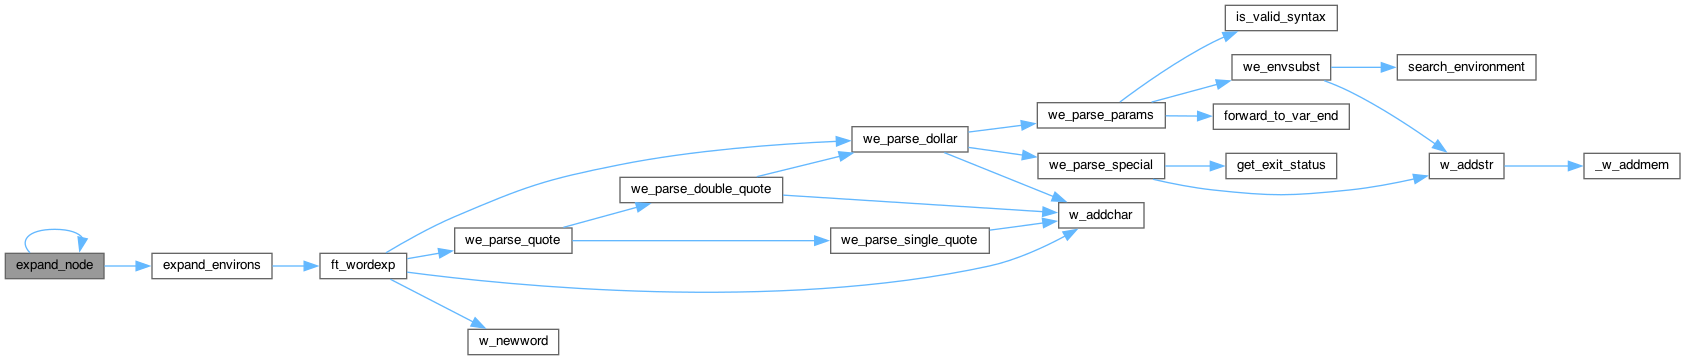 is_valid_syntax
we_envsubst
search_environment
we_parse_params
forward_to_var_end
we_parse_dollar
we_parse_special
get_exit_status
w_addstr
_w_addmem
we_parse_double_quote
w_addchar
we_parse_quote
we_parse_single_quote
expand_node
expand_environs
ft_wordexp
w_newword